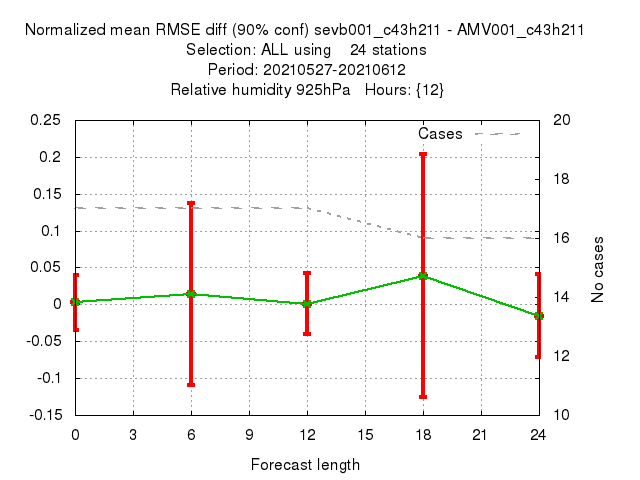 Normalized mean RMSE diff (90% conf) sevb001_c43h211 - AMV001_c43h211
Selection: ALL using 24 stations
Period: 20210527-20210612
Relative humidity 925hPa Hours: {12}
0.25
0.2
0.15
0.1
0.05
0
-0.05
-0.1
-0.15
Cases
20
18
16
14
12
10
No cases
0 3 6 9 12 15 18 21 24
Forecast length